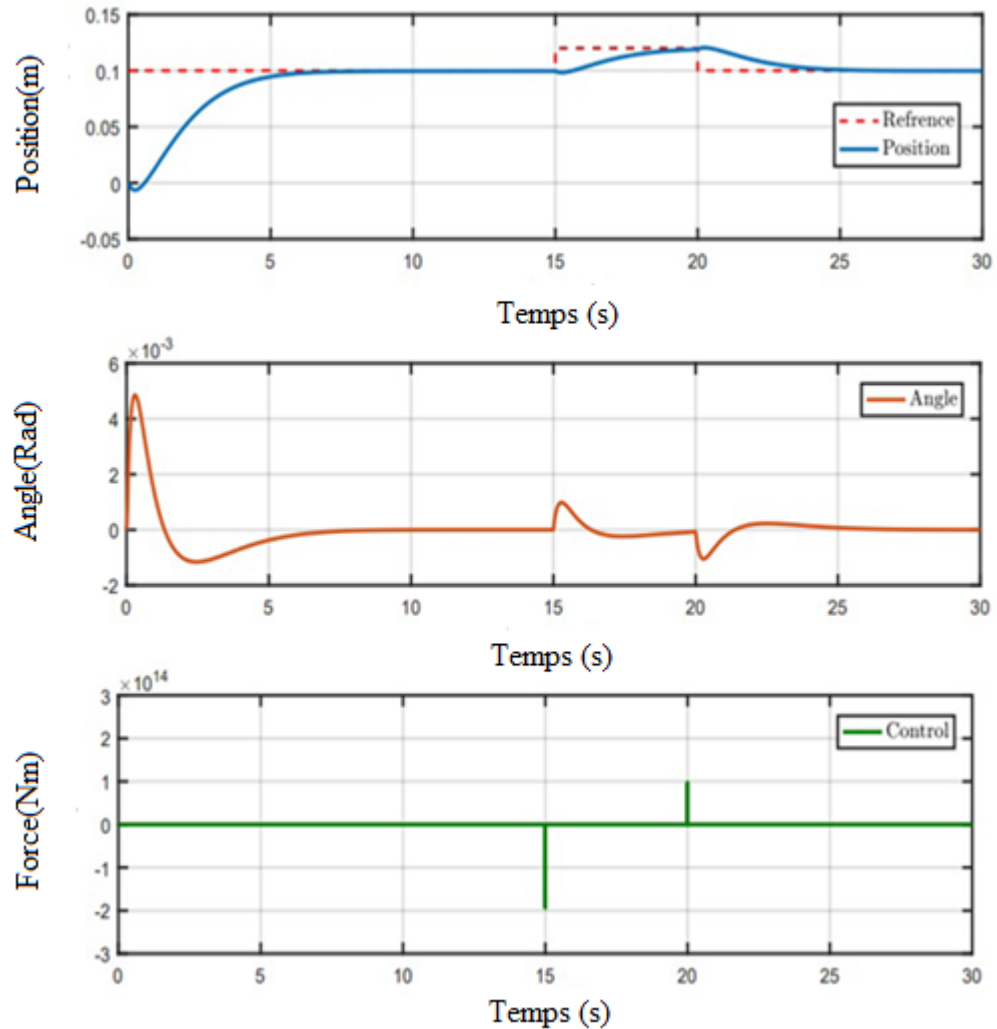 0.15
0.1
0.05
0
-0.05
Position(m)
Refrence
Position
0 5 10 15 20 25 30
Temps (s)
×10-3
6
4
2
0
-2
Angle(Rad)
Angle
0 5 10 15 20 25 30
Temps (s)
×1014
3
2
1
0
-1
-2
-3
Force(Nm)
Control
0 5 10 15 20 25 30
Temps (s)